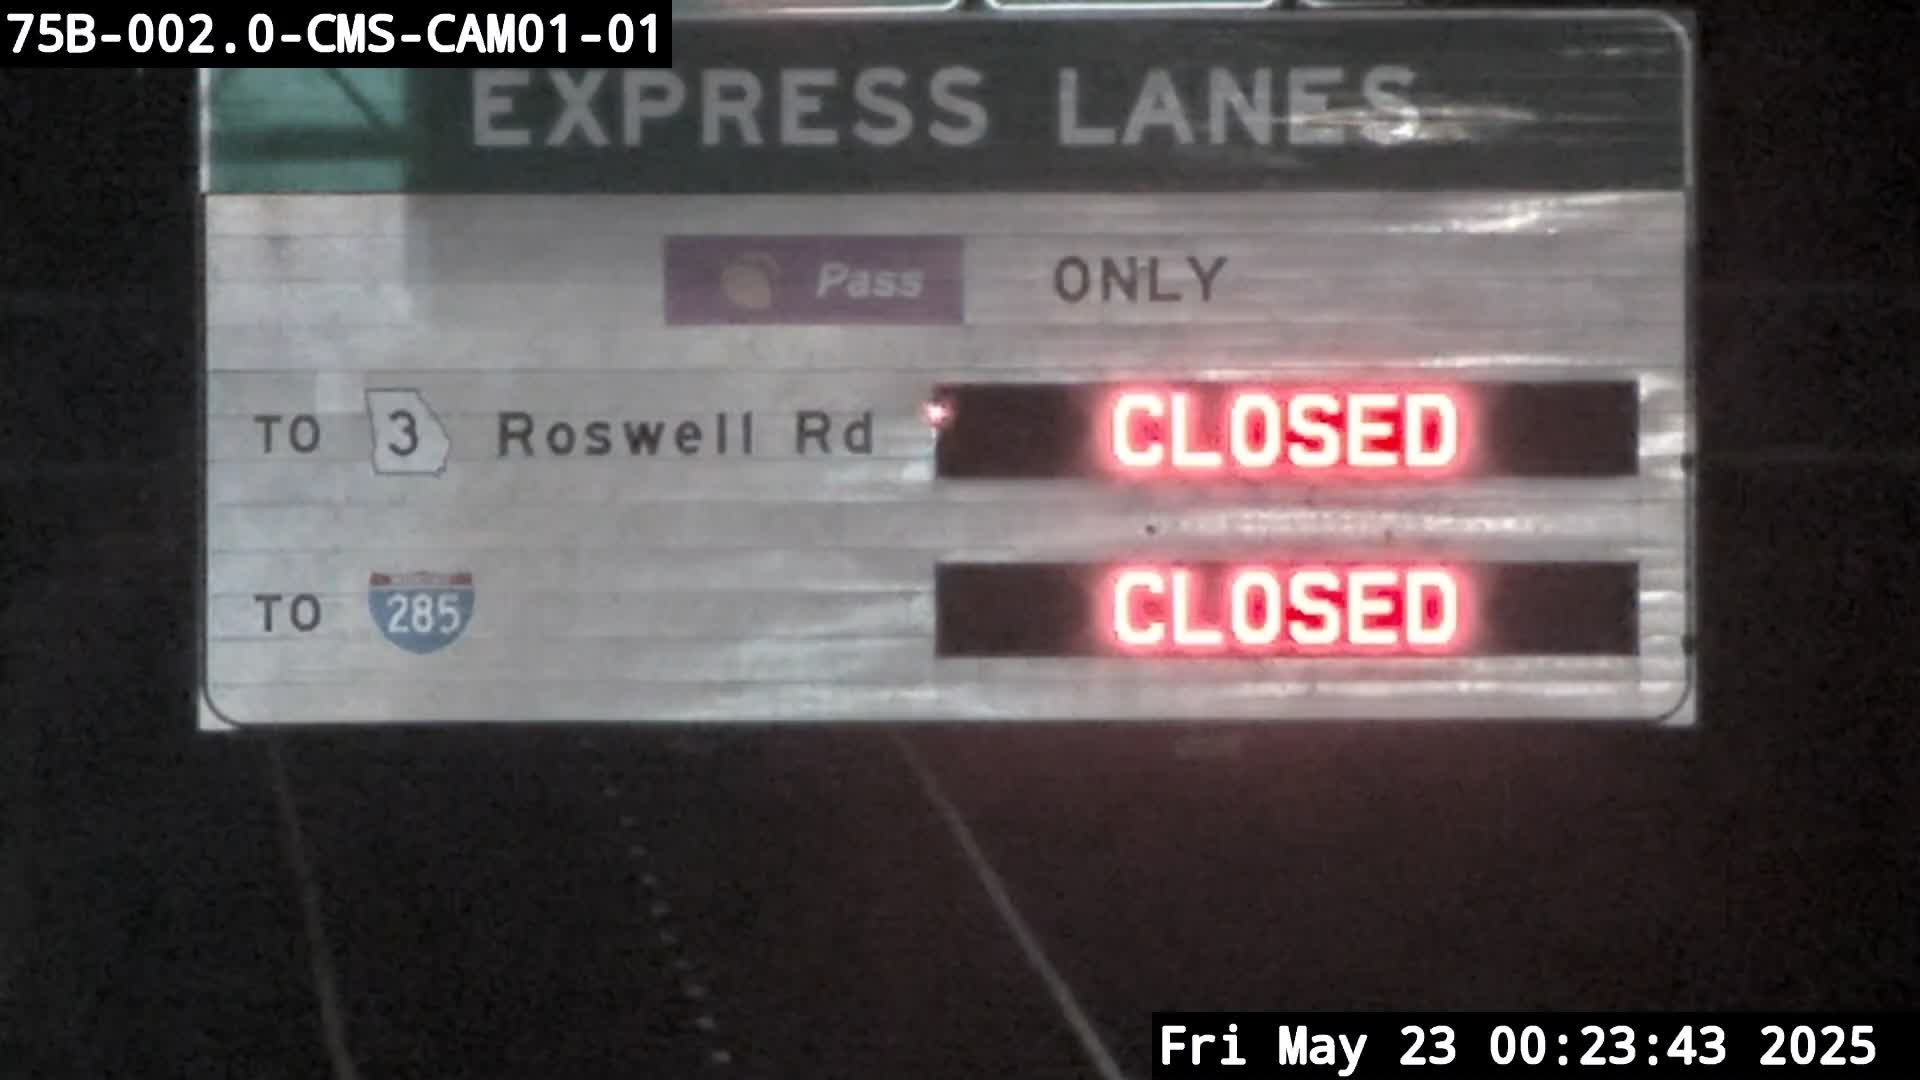 75B-002.0-CMS-CAM01-01
EXPRESS LANES
Pass ONLY
TO 3 Roswell Rd CLOSED
TO 285 CLOSED
Fri May 23 00:23:43 2025